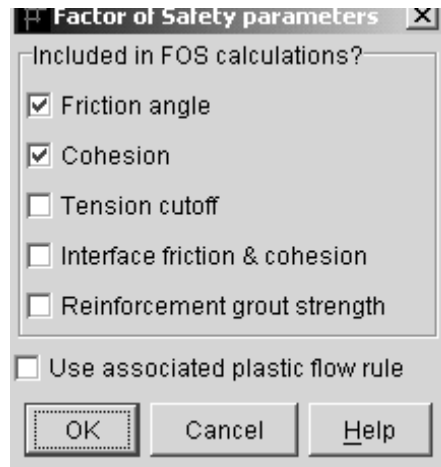 Factor of Safety parameters
Included in FOS calculations?
Friction angle
Cohesion
Tension cutoff
Interface friction & cohesion
Reinforcement grout strength
Use associated plastic flow rule
OK Cancel Help